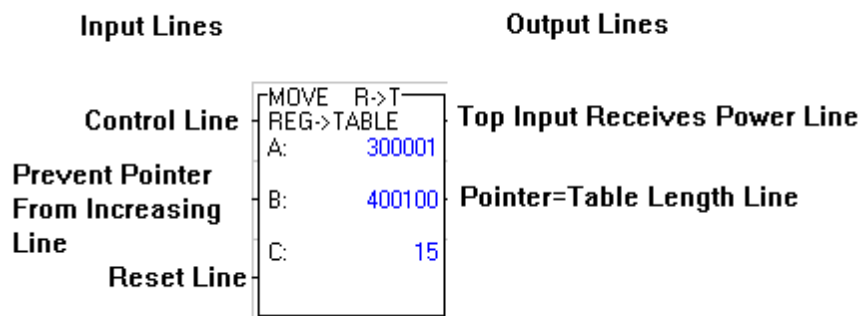 Input Lines
Output Lines
MOVE R->T
Control Line
REG->TABLE
Top Input Receives Power Line
A: 300001
Prevent Pointer
From Increasing
Line
B: 400100
Pointer=Table Length Line
C: 15
Reset Line